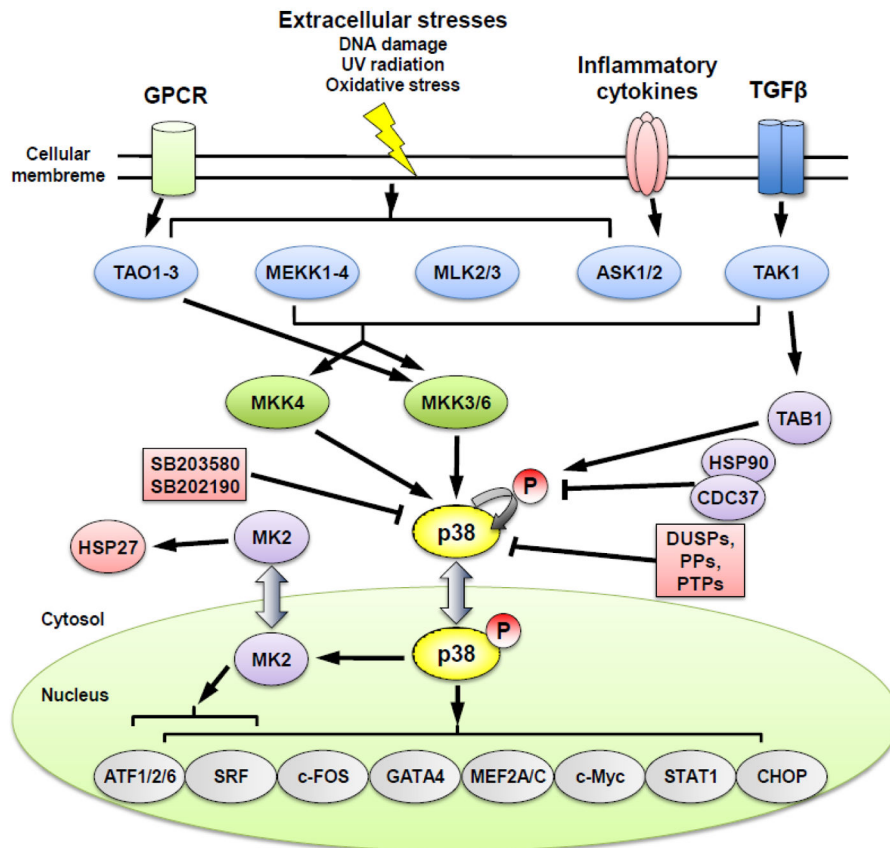 Extracellular stresses
DNA damage
UV radiation
Oxidative stress
GPCR
Inflammatory
cytokines
TGFβ
Cellular
membreme
TAO1-3
MEKK1-4
MLK2/3
ASK1/2
TAK1
MKK4
MKK3/6
TAB1
SB203580
SB202190
HSP90
CDC37
P
p38
DUSPs,
PPs,
PTPs
HSP27
MK2
Cytosol
P
p38
MK2
Nucleus
ATF1/2/6
SRF
c-FOS
GATA4
MEF2A/C
c-Myc
STAT1
CHOP